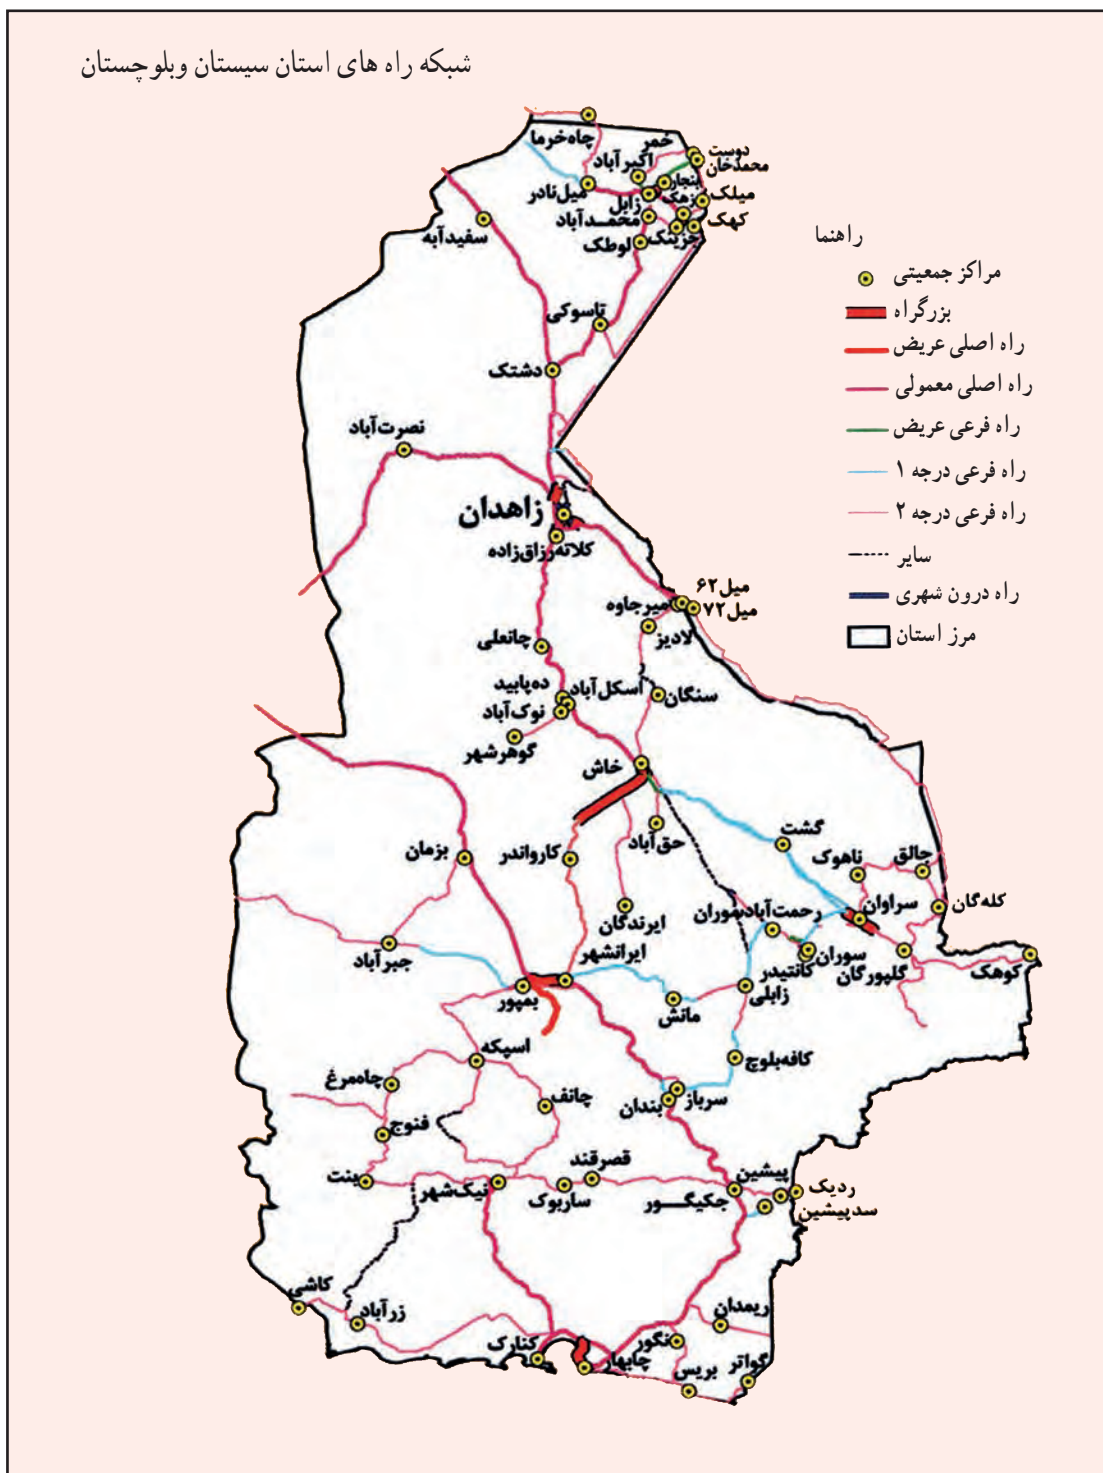 شبکه راه های استان سیستان وبلوچستان
راهنما
مراکز جمعیتی
بزرگراه
راه اصلی عریض
راه اصلی معمولی
راه فرعی عریض
راه فرعی درجه ۱
راه فرعی درجه ۲
سایر
راه درون شهری
مرز استان
چاه‌خرما
خمر
دوست
محمدخان
اکبرآباد
بنجار
میل‌نادر
زابل
زهک
میلک
محمدآباد
کهک
جزینک
لوطک
سفیدآبه
تاسوکی
دشتک
نصرت‌آباد
زاهدان
کلاته‌رزاق‌زاده
میل۶۲
میل۷۲
میرجاوه
لادیز
چانعلی
سنگان
ده‌پابید
اسکل‌آباد
نوک‌آباد
گوهرشهر
خاش
حق‌آباد
گشت
ناهوک
جالق
کله‌گان
سراوان
بزمان
کارواندر
ایرندگان
رحمت‌آباد
سوران
سوران
کانتیدر
گلپورگان
کوهک
جبرآباد
ایرانشهر
بمپور
مانش
زابلی
کافه‌بلوچ
اسپکه
چاه‌مرغ
چانف
سرباز
بندان
فنوج
بنت
نیک‌شهر
قصرقند
ساربوک
جکیگور
پیشین
ردیک
سدپیشین
کاشی
زرآباد
کنارک
چابهار
نگور
ریمدان
بریس
گواتر